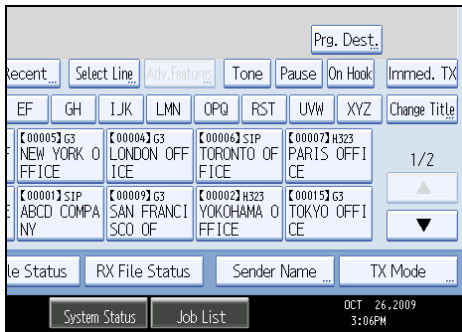 Prg. Dest.
Recent Select Line Adv.Features Tone Pause On Hook Immed. TX
EF GH IJK LMN OPQ RST UVW XYZ Change Title
【00005】G3 【00004】G3 【00006】SIP 【00007】H323
NEW YORK O LONDON OFF TORONTO OF PARIS OFFI
FFICE ICE FICE CE
1/2
【00001】SIP 【00009】G3 【00002】H323 【00015】G3
ABCD COMPA SAN FRANCI YOKOHAMA O TOKYO OFFI
NY SCO OF FFICE CE
le Status RX File Status Sender Name TX Mode
System Status Job List OCT 26,2009
3:06PM